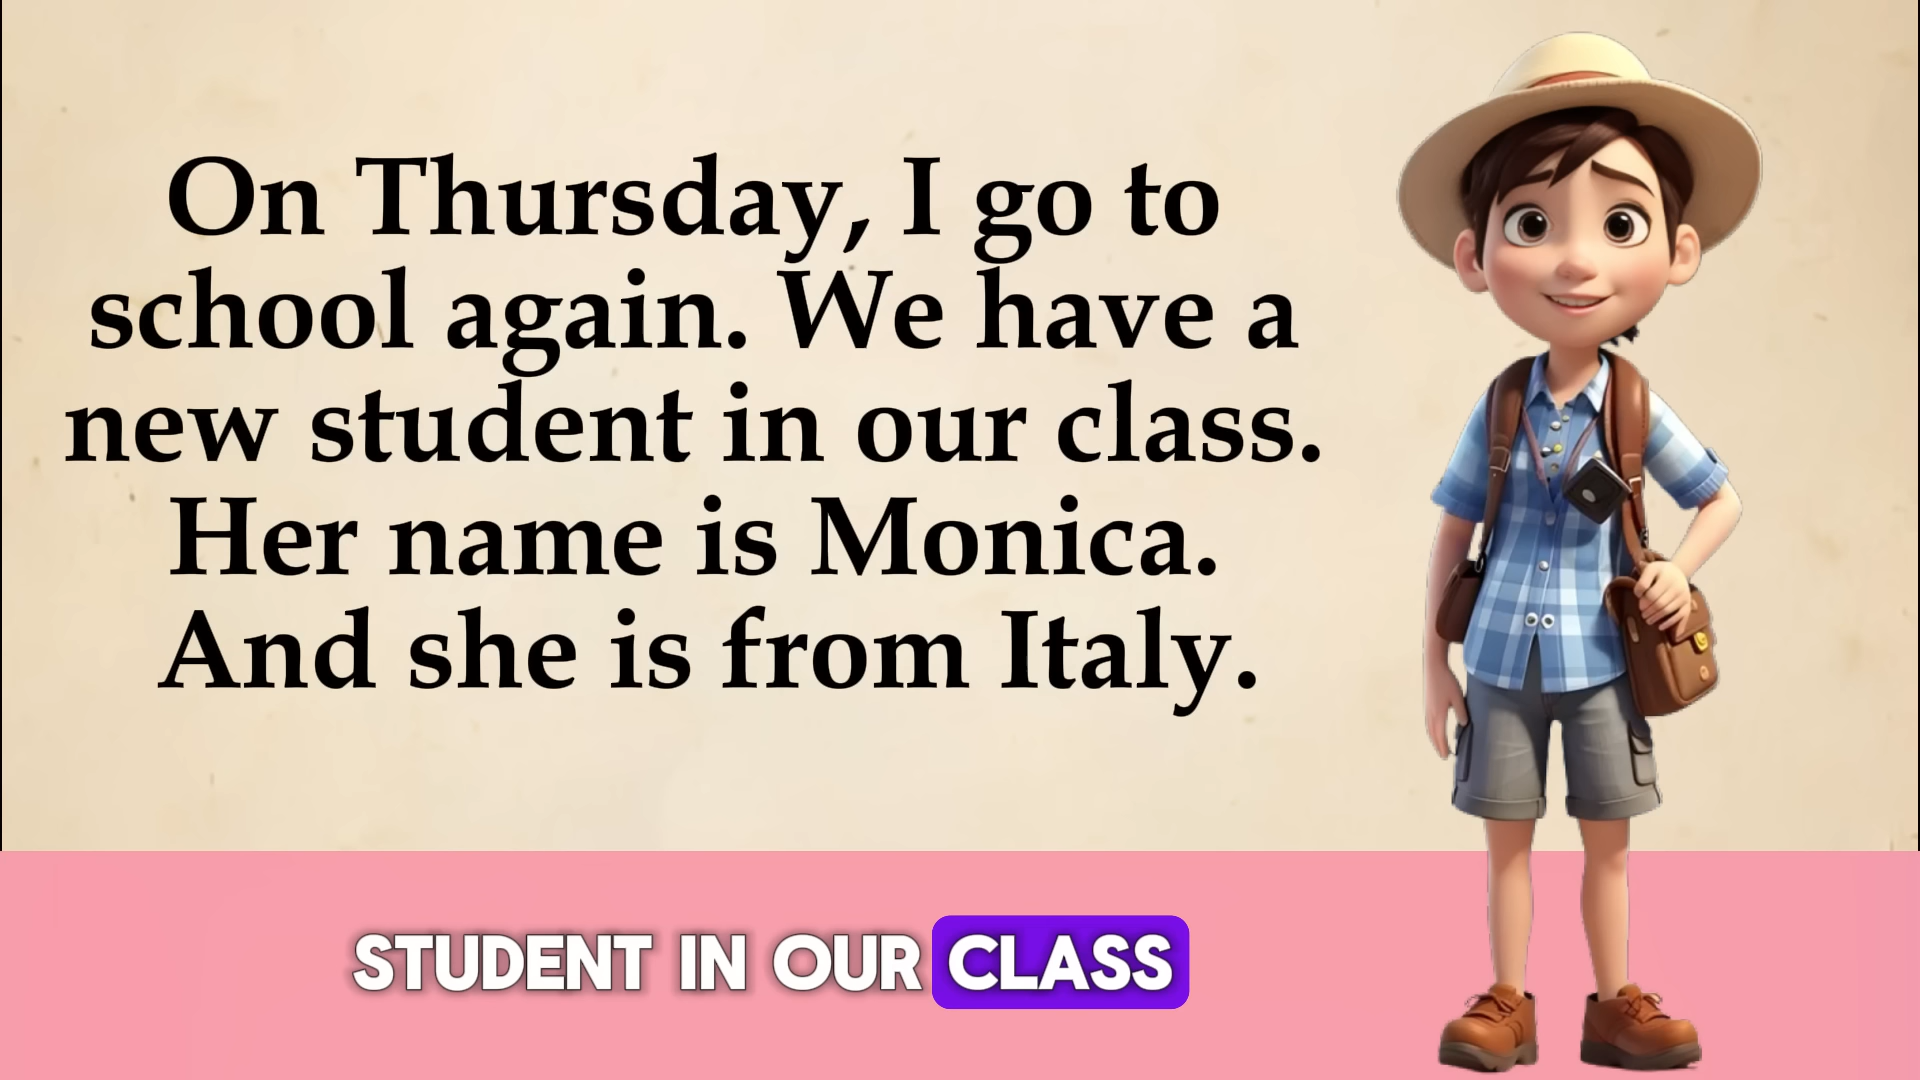 On Thursday, I go to
school again. We have a
new student in our class.
Her name is Monica.
And she is from Italy.
STUDENT IN OUR CLASS